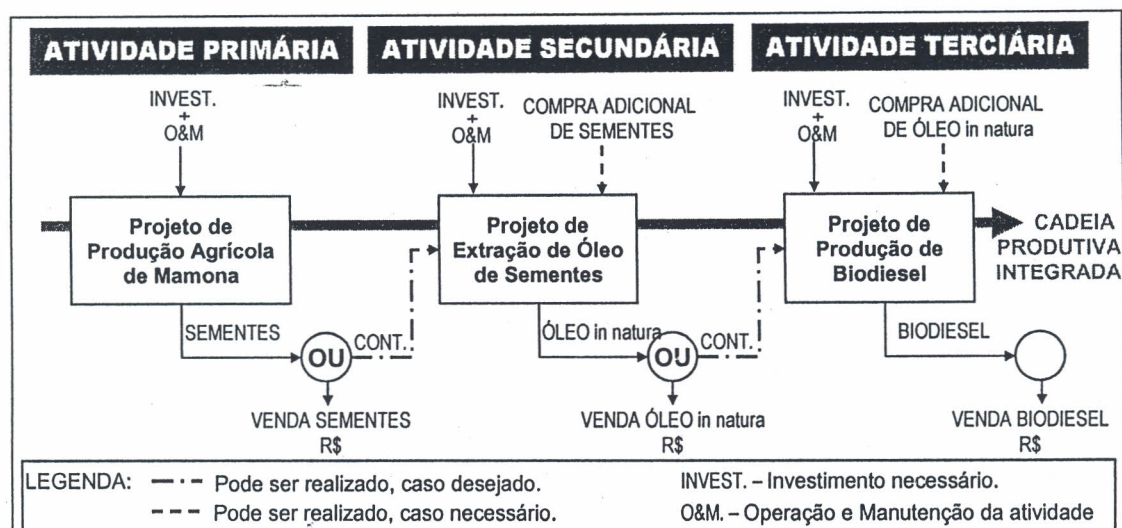 ATIVIDADE PRIMÁRIA
ATIVIDADE SECUNDÁRIA
ATIVIDADE TERCIÁRIA
INVEST.
+
O&M
INVEST.
+
O&M
COMPRA ADICIONAL
DE SEMENTES
INVEST.
+
O&M
COMPRA ADICIONAL
DE ÓLEO in natura
Projeto de
Produção Agrícola
de Mamona
Projeto de
Extração de Óleo
de Sementes
Projeto de
Produção de
Biodiesel
CADEIA
PRODUTIVA
INTEGRADA
SEMENTES
OU
CONT.
ÓLEO in natura
OU
CONT.
BIODIESEL
VENDA SEMENTES
R$
VENDA ÓLEO in natura
R$
VENDA BIODIESEL
R$
LEGENDA:
Pode ser realizado, caso desejado.
Pode ser realizado, caso necessário.
INVEST. – Investimento necessário.
O&M. – Operação e Manutenção da atividade